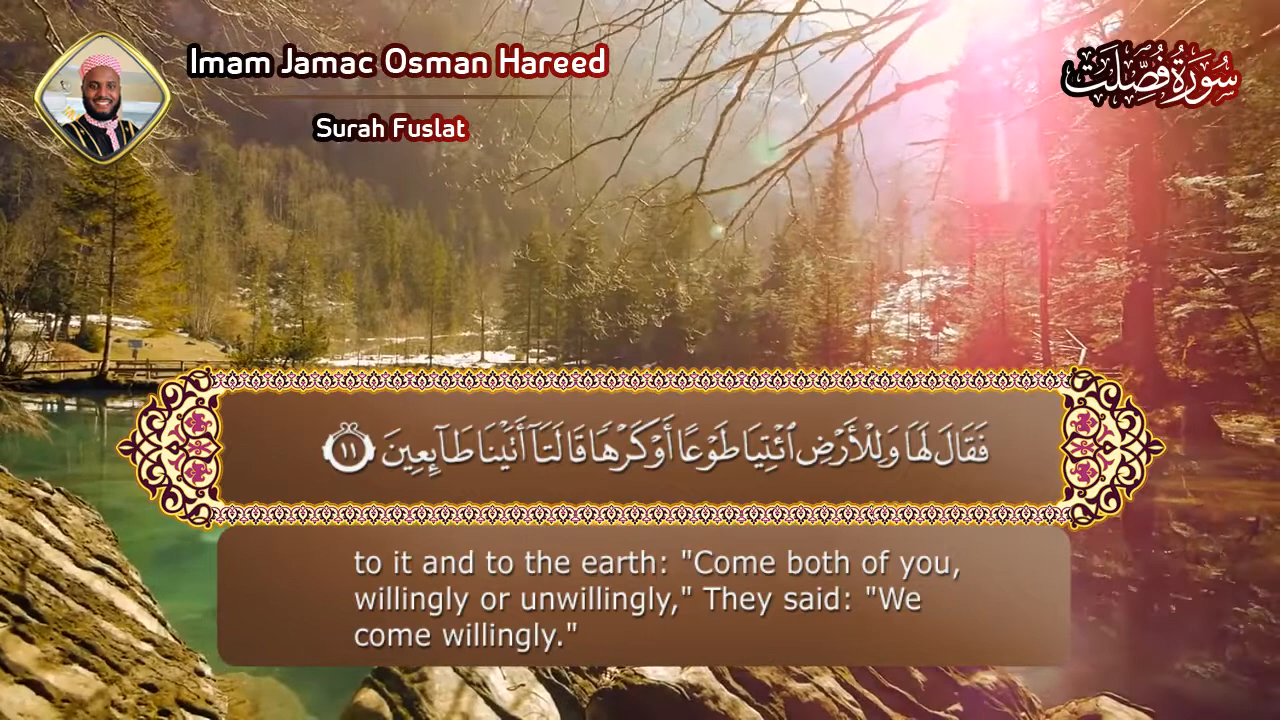 Imam Jamac Osman Hareed
Surah Fuslat
سُورَةُ فُصِّلَت
فَقَالَ لَهَا وَلِلْأَرْضِ ٱئْتِيَا طَوْعًا أَوْ كَرْهًا قَالَتَآ أَتَيْنَا طَآئِعِينَ ١١
to it and to the earth: "Come both of you,
willingly or unwillingly," They said: "We
come willingly."